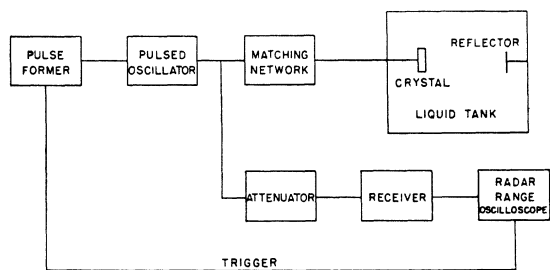 PULSE
FORMER
PULSED
OSCILLATOR
MATCHING
NETWORK
REFLECTOR
CRYSTAL
LIQUID TANK
ATTENUATOR
RECEIVER
RADAR
RANGE
OSCILLOSCOPE
TRIGGER